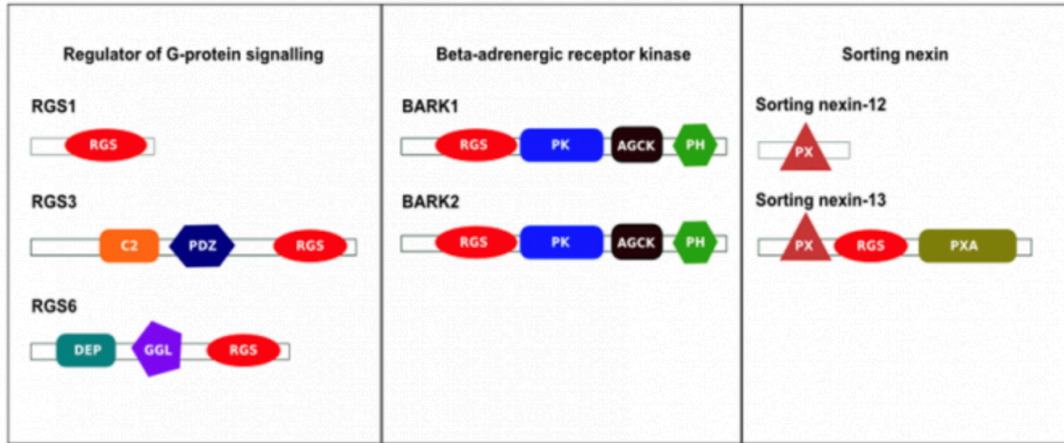 Regulator of G-protein signalling
RGS1
RGS
RGS3
C2 PDZ RGS
RGS6
DEP GGL RGS
Beta-adrenergic receptor kinase
BARK1
RGS PK AGCK PH
BARK2
RGS PK AGCK PH
Sorting nexin
Sorting nexin-12
PX
Sorting nexin-13
PX RGS PXA